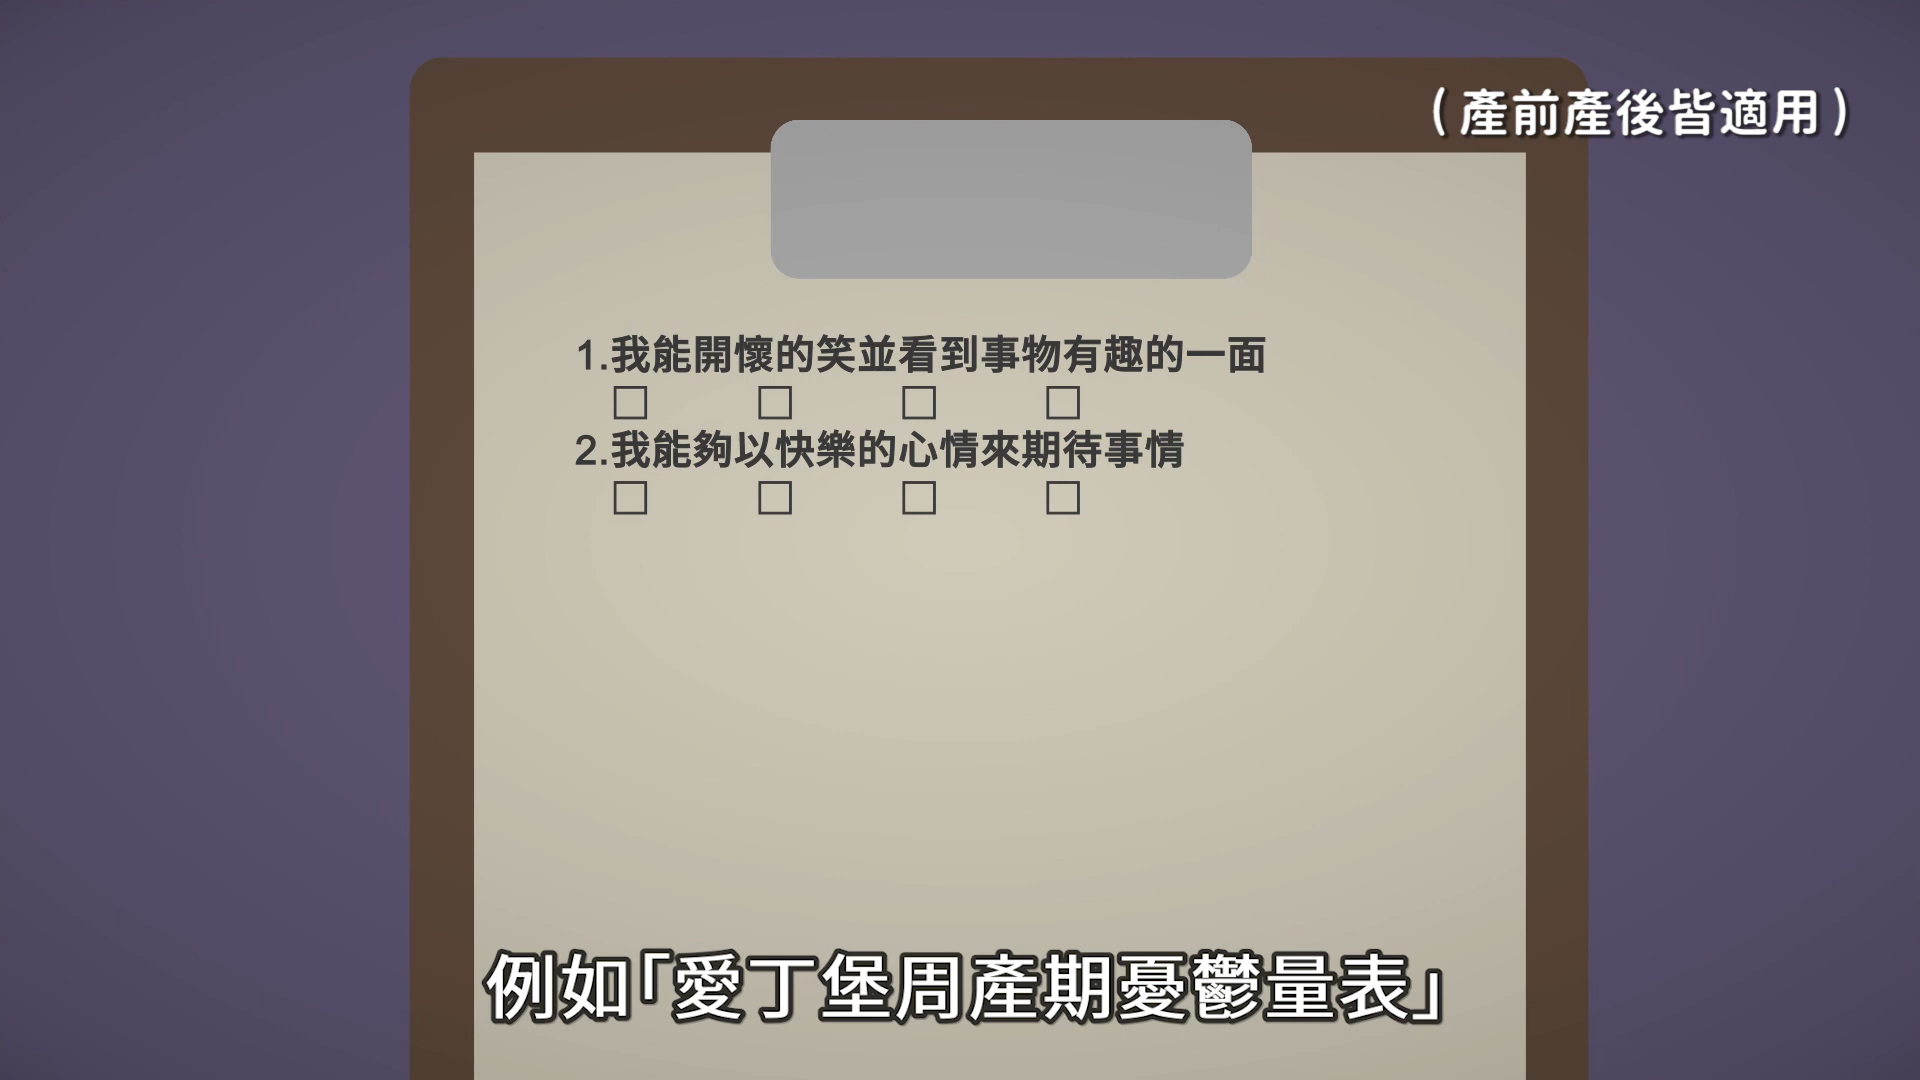 （產前產後皆適用）
1.我能開懷的笑並看到事物有趣的一面
□ □ □ □
2.我能夠以快樂的心情來期待事情
□ □ □ □
例如「愛丁堡周產期憂鬱量表」